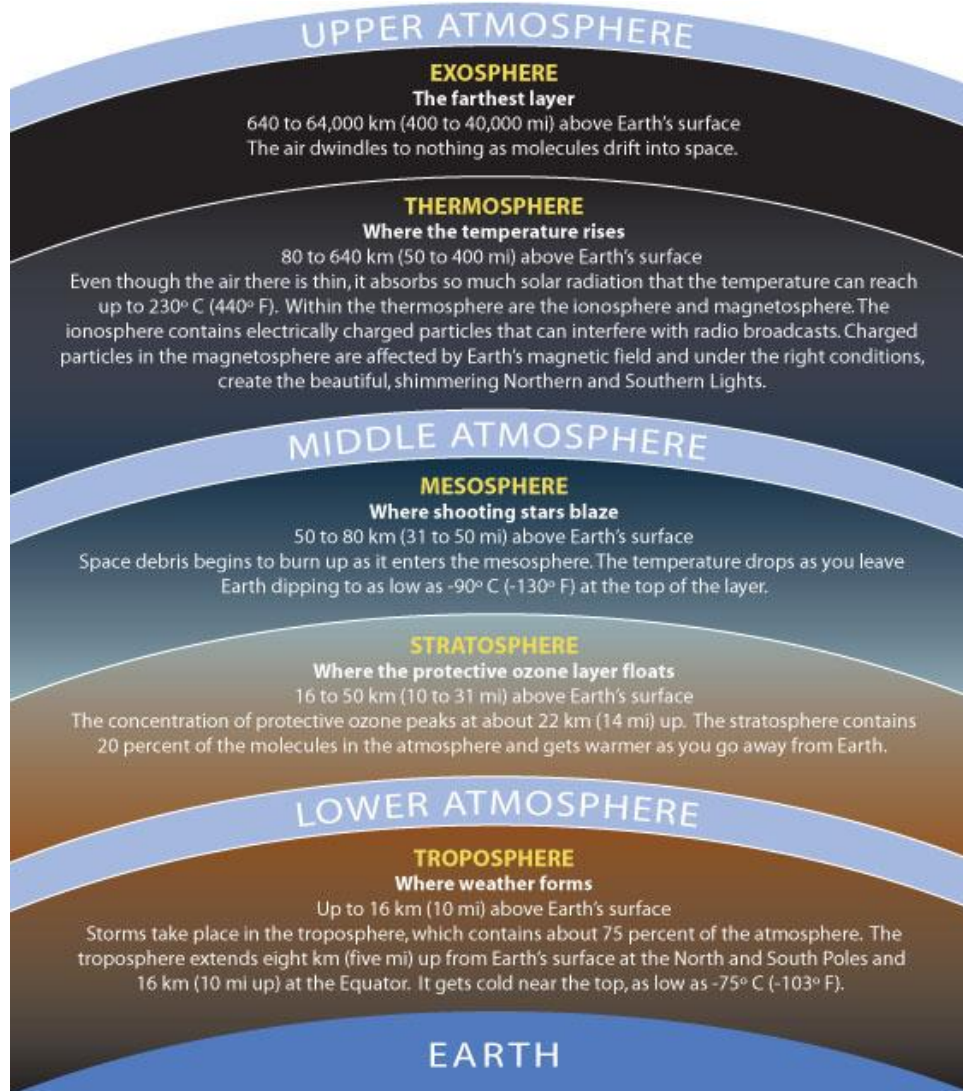 UPPER ATMOSPHERE
EXOSPHERE
The farthest layer
640 to 64,000 km (400 to 40,000 mi) above Earth's surface
The air dwindles to nothing as molecules drift into space.
THERMOSPHERE
Where the temperature rises
80 to 640 km (50 to 400 mi) above Earth's surface
Even though the air there is thin, it absorbs so much solar radiation that the temperature can reach
up to 230º C (440º F). Within the thermosphere are the ionosphere and magnetosphere. The
ionosphere contains electrically charged particles that can interfere with radio broadcasts. Charged
particles in the magnetosphere are affected by Earth's magnetic field and under the right conditions,
create the beautiful, shimmering Northern and Southern Lights.
MIDDLE ATMOSPHERE
MESOSPHERE
Where shooting stars blaze
50 to 80 km (31 to 50 mi) above Earth's surface
Space debris begins to burn up as it enters the mesosphere. The temperature drops as you leave
Earth dipping to as low as -90º C (-130º F) at the top of the layer.
STRATOSPHERE
Where the protective ozone layer floats
16 to 50 km (10 to 31 mi) above Earth's surface
The concentration of protective ozone peaks at about 22 km (14 mi) up. The stratosphere contains
20 percent of the molecules in the atmosphere and gets warmer as you go away from Earth.
LOWER ATMOSPHERE
TROPOSPHERE
Where weather forms
Up to 16 km (10 mi) above Earth's surface
Storms take place in the troposphere, which contains about 75 percent of the atmosphere. The
troposphere extends eight km (five mi) up from Earth's surface at the North and South Poles and
16 km (10 mi up) at the Equator. It gets cold near the top, as low as -75º C (-103º F).
EARTH